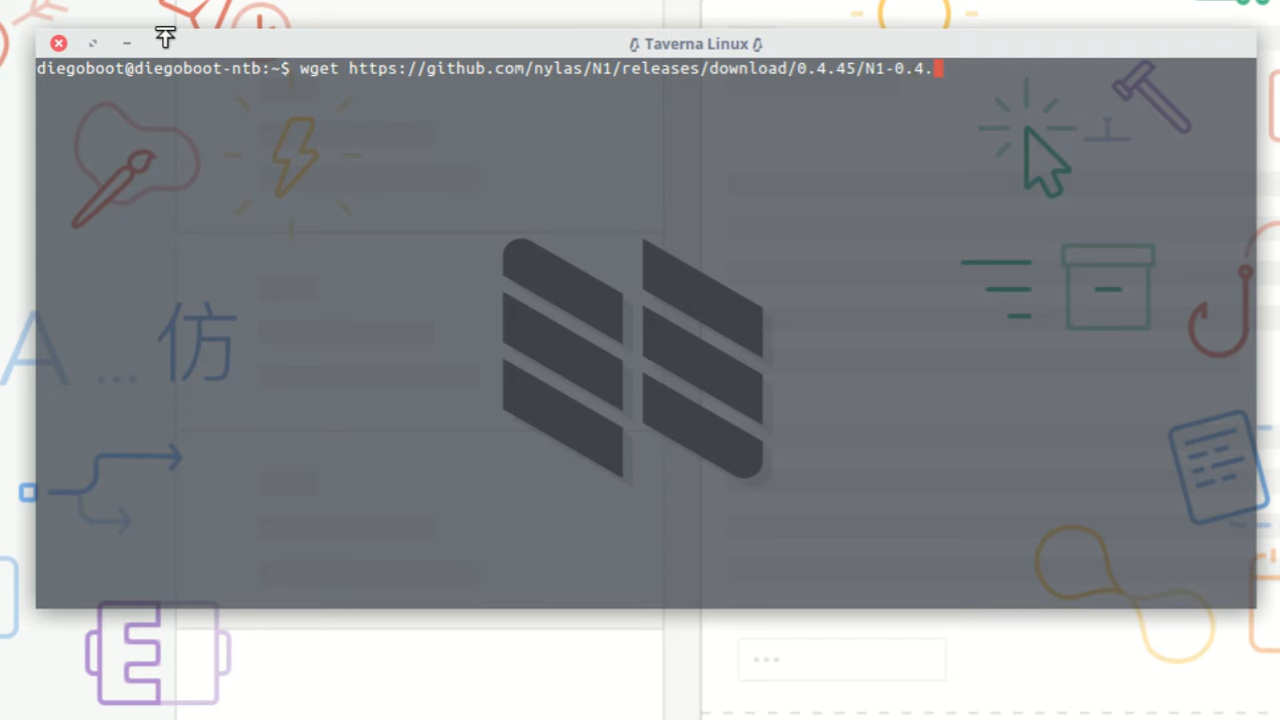 Taverna Linux
diegoboot@diegoboot-ntb:~$ wget https://github.com/nylas/N1/releases/download/0.4.45/N1-0.4.
A ... 仿